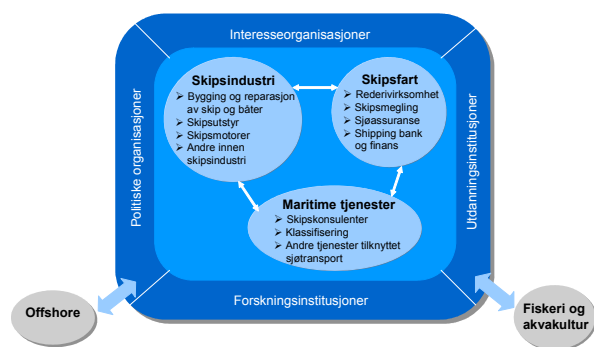 Interesseorganisasjoner
Politiske organisasjoner
Skipsindustri
➢ Bygging og reparasjon
av skip og båter
➢ Skipsutstyr
➢ Skipsmotorer
➢ Andre innen
skipsindustri
Skipsfart
➢ Rederivirksomhet
➢ Skipsmegling
➢ Sjøassuranse
➢ Shipping bank
og finans
Utdanningsinstitusjoner
Maritime tjenester
➢ Skipskonsulenter
➢ Klassifisering
➢ Andre tjenester tilknyttet
sjøtransport
Forskningsinstitusjoner
Offshore
Fiskeri og
akvakultur